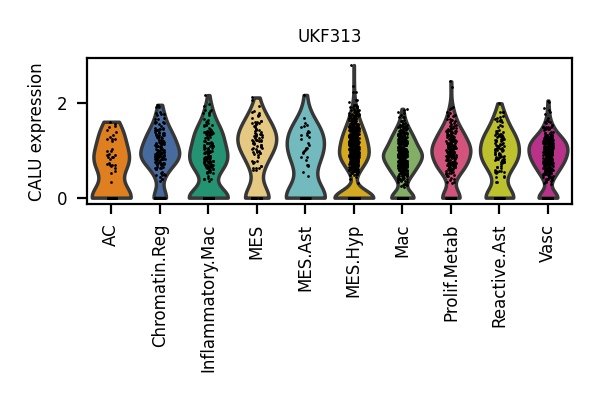 UKF313
CALU expression
2
0
AC
Chromatin.Reg
Inflammatory.Mac
MES
MES.Ast
MES.Hyp
Mac
Prolif.Metab
Reactive.Ast
Vasc